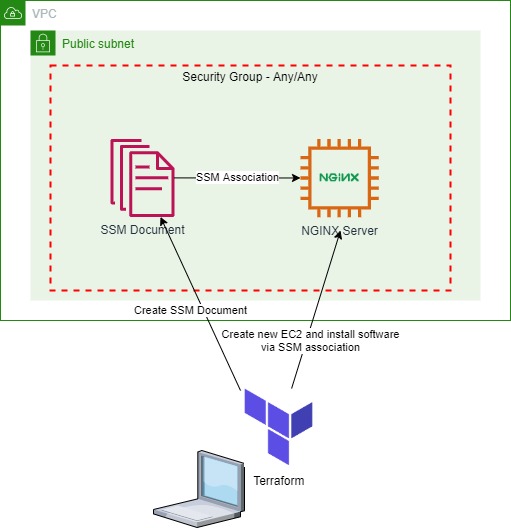 VPC
Public subnet
Security Group - Any/Any
SSM Association
NGINX
SSM Document
NGINX Server
Create SSM Document
Create new EC2 and install software
via SSM association
Terraform